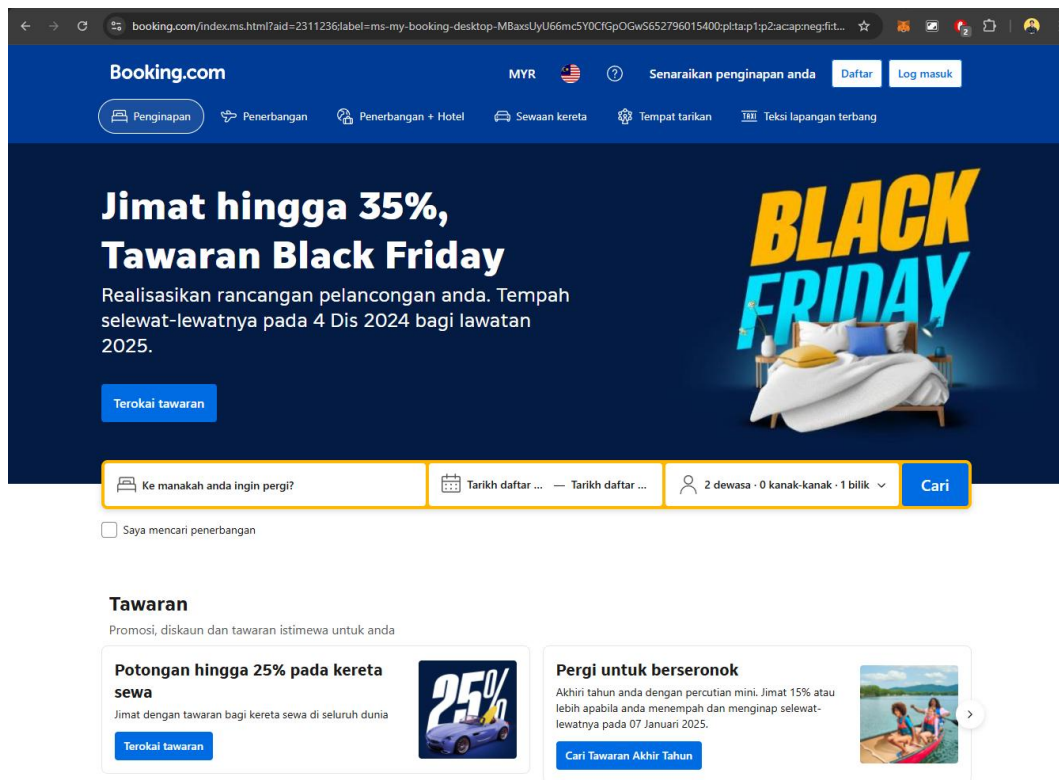 booking.com/index.ms.html?aid=2311236;label=ms-my-booking-desktop-MBaxsUyU66mc5Y0CfGpOGwS652796015400:pl:ta:p1:p2:acap:neg:fi:t...
2
Booking.com
MYR
Senaraikan penginapan anda
Daftar
Log masuk
Penginapan
Penerbangan
Penerbangan + Hotel
Sewaan kereta
Tempat tarikan
TAXI
Teksi lapangan terbang
Jimat hingga 35%,
Tawaran Black Friday
Realisasikan rancangan pelancongan anda. Tempah
selewat-lewatnya pada 4 Dis 2024 bagi lawatan
2025.
Terokai tawaran
BLACK
FRIDAY
Ke manakah anda ingin pergi?
Tarikh daftar ... — Tarikh daftar ...
2 dewasa · 0 kanak-kanak · 1 bilik
Cari
Saya mencari penerbangan
Tawaran
Promosi, diskaun dan tawaran istimewa untuk anda
Potongan hingga 25% pada kereta
sewa
Jimat dengan tawaran bagi kereta sewa di seluruh dunia
Terokai tawaran
25%
Pergi untuk berseronok
Akhiri tahun anda dengan percutian mini. Jimat 15% atau
lebih apabila anda menempah dan menginap selewat-
lewatnya pada 07 Januari 2025.
Cari Tawaran Akhir Tahun